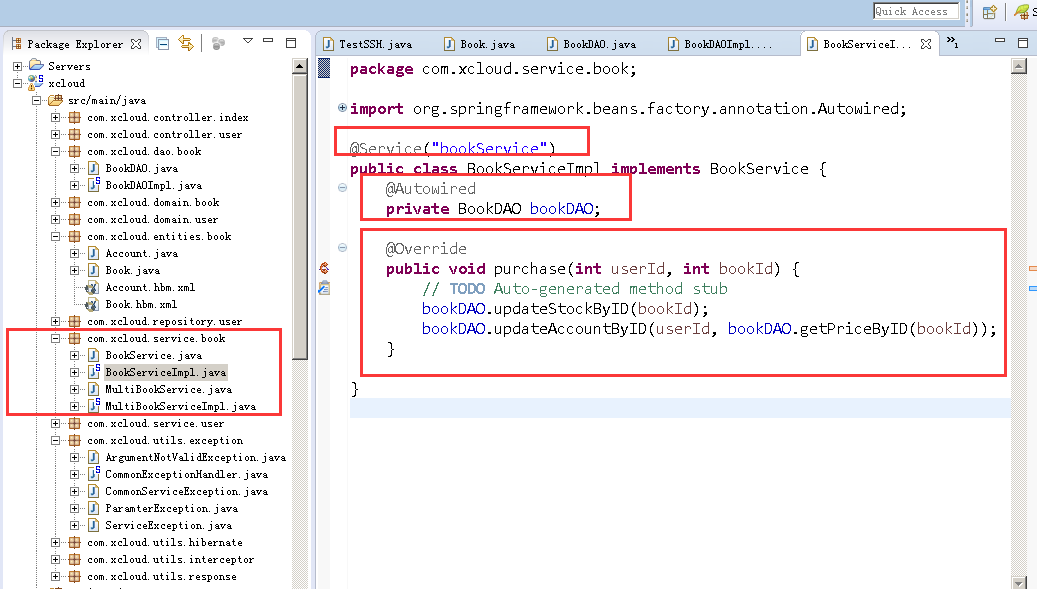 Quick Access
Package Explorer
Servers
xcloud
src/main/java
com.xcloud.controller.index
com.xcloud.controller.user
com.xcloud.dao.book
BookDAO.java
BookDAOImpl.java
com.xcloud.domain.book
com.xcloud.domain.user
com.xcloud.entities.book
Account.java
Book.java
Account.hbm.xml
Book.hbm.xml
com.xcloud.repository.user
com.xcloud.service.book
BookService.java
BookServiceImpl.java
MultiBookService.java
MultiBookServiceImpl.java
com.xcloud.service.user
com.xcloud.utils.exception
ArgumentNotValidException.java
CommonExceptionHandler.java
CommonServiceException.java
ParamterException.java
ServiceException.java
com.xcloud.utils.hibernate
com.xcloud.utils.interceptor
com.xcloud.utils.response
TestSSH.java
Book.java
BookDAO.java
BookDAOImpl....
BookServiceI...
»1
package com.xcloud.service.book;
import org.springframework.beans.factory.annotation.Autowired;
@Service("bookService")
public class BookServiceImpl implements BookService {
@Autowired
private BookDAO bookDAO;
@Override
public void purchase(int userId, int bookId) {
// TODO Auto-generated method stub
bookDAO.updateStockByID(bookId);
bookDAO.updateAccountByID(userId, bookDAO.getPriceByID(bookId));
}
}